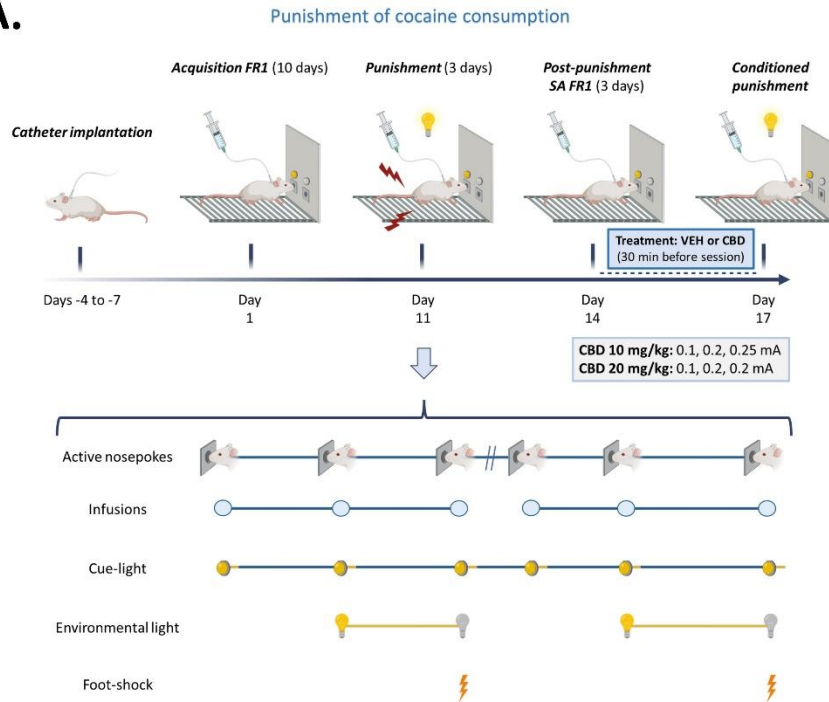 A.
Punishment of cocaine consumption
Acquisition FR1 (10 days)
Punishment (3 days)
Post-punishment
SA FR1 (3 days)
Conditioned
punishment
Catheter implantation
Treatment: VEH or CBD
(30 min before session)
Days -4 to -7
Day
1
Day
11
Day
14
Day
17
CBD 10 mg/kg: 0.1, 0.2, 0.25 mA
CBD 20 mg/kg: 0.1, 0.2, 0.2 mA
Active nosepokes
Infusions
Cue-light
Environmental light
Foot-shock